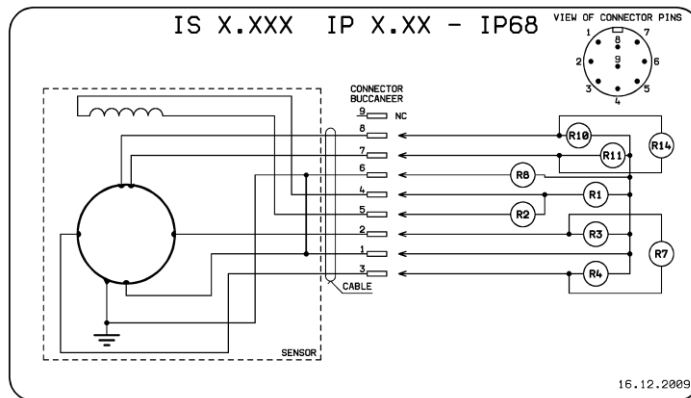 IS X.XXX IP X.XX - IP68
VIEW OF CONNECTOR PINS
1
8
7
2
9
6
3
4
5
CONNECTOR
BUCCANEER
9 NC
8
7
6
4
5
2
1
3
R10
R14
R11
R8
R1
R2
R3
R7
R4
CABLE
SENSOR
16.12.2009